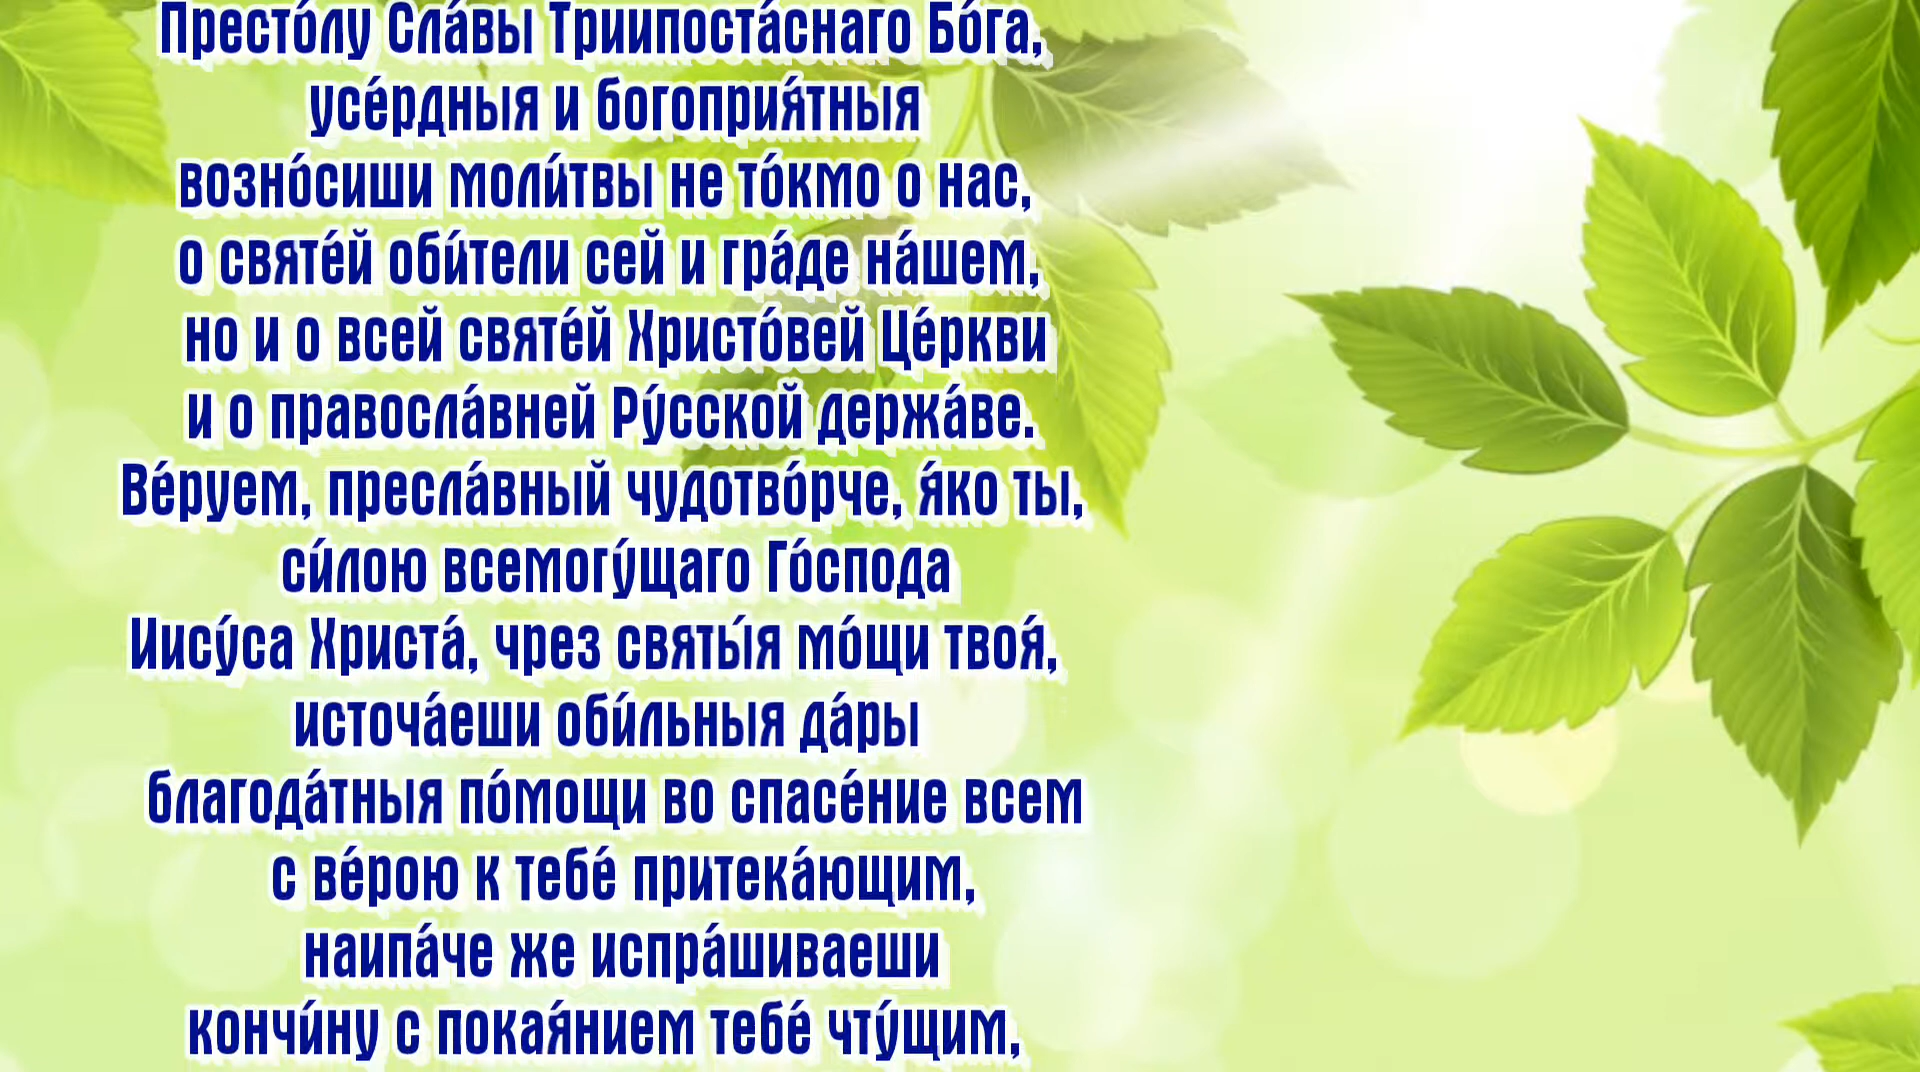 Престо́лу Сла́вы Триипоста́снаго Бо́га,
усе́рдныя и богоприя́тныя
возно́сиши моли́твы не то́кмо о нас,
о святе́й оби́тели сей и гра́де на́шем,
но и о всей святе́й Христо́вей Це́ркви
и о правосла́вней Ру́сской держа́ве.
Ве́руем, пресла́вный чудотво́рче, я́ко ты,
си́лою всемогу́щаго Го́спода
Иису́са Христа́, чрез святы́я мо́щи твоя́,
источа́еши оби́льныя да́ры
благода́тныя по́мощи во спасе́ние всем
с ве́рою к тебе́ притека́ющим,
наипа́че же испра́шиваеши
кончи́ну с покая́нием тебе́ чту́щим,